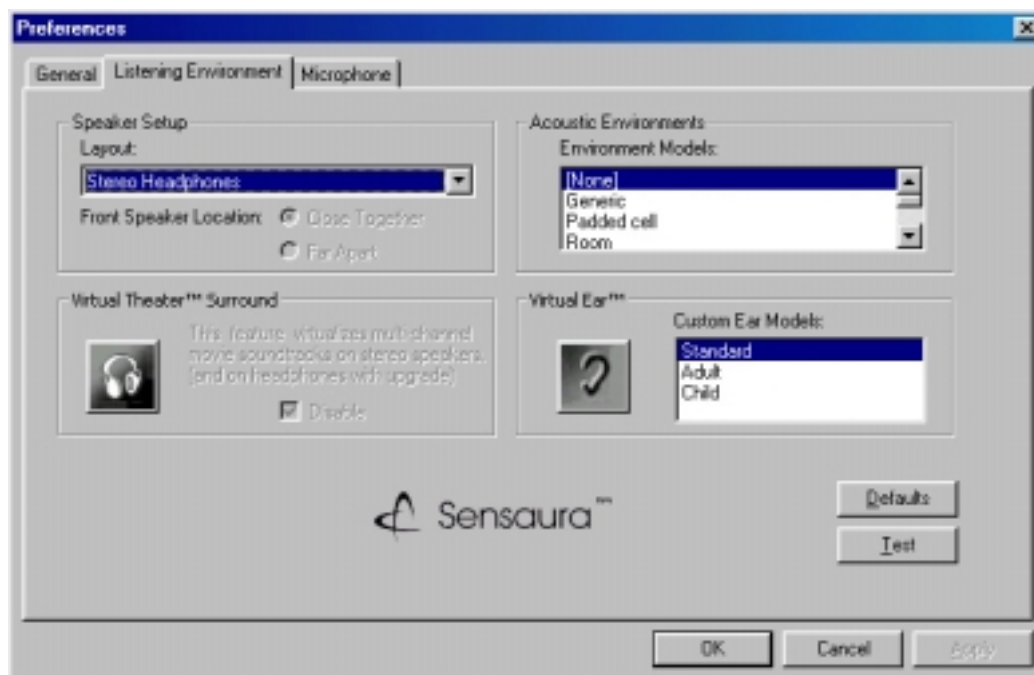 Preferences
General
Listening Environment
Microphone
Speaker Setup
Layout:
Stereo Headphones
Front Speaker Location:
Close Together
Far Apart
Acoustic Environments
Environment Models:
[None]
Generic
Padded cell
Room
Virtual Theater™ Surround
This feature virtualizes multi-channel
movie soundtracks on stereo speakers.
(and on headphones with upgrade)
Disable
Virtual Ear™
Custom Ear Models:
Standard
Adult
Child
Sensaura™
Defaults
Test
OK
Cancel
Apply